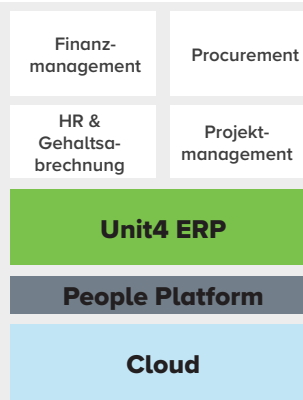 Finanz-
management
Procurement
HR &
Gehaltsa-
brechnung
Projekt-
management
Unit4 ERP
People Platform
Cloud